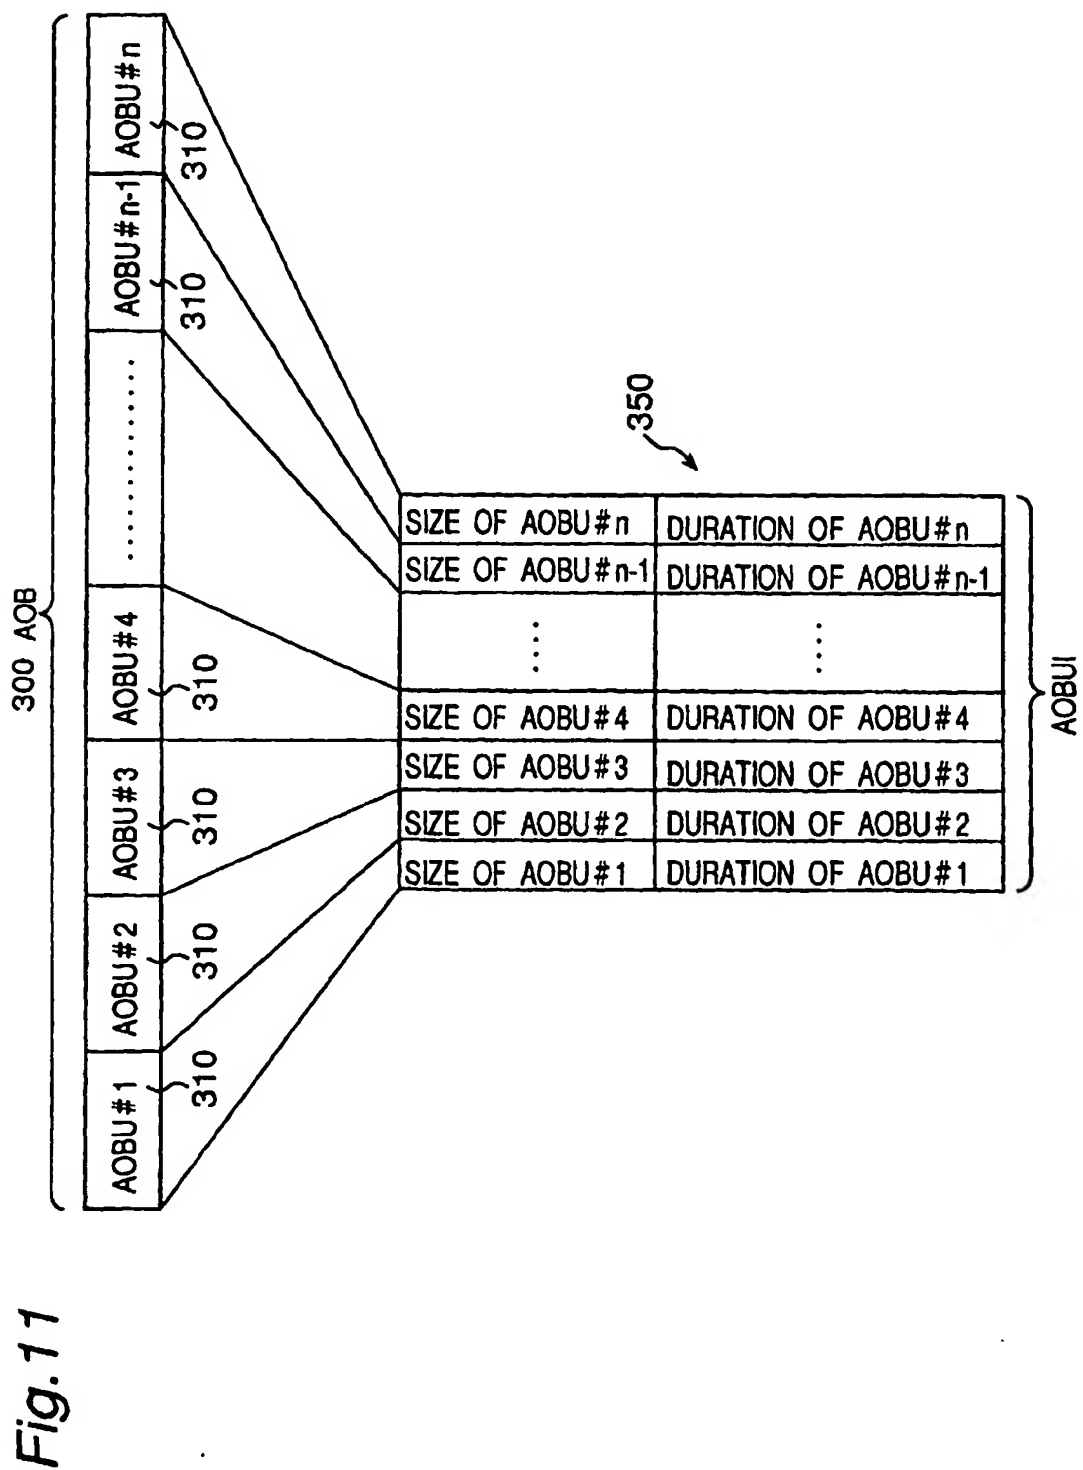 Fig.11
300 AOB
AOBU#1
AOBU#2
AOBU#3
AOBU#4
............
AOBU#n-1
AOBU#n
310
310
310
310
310
310
350
SIZE OF AOBU#n DURATION OF AOBU#n
SIZE OF AOBU#n-1 DURATION OF AOBU#n-1
.... ....
SIZE OF AOBU#4 DURATION OF AOBU#4
SIZE OF AOBU#3 DURATION OF AOBU#3
SIZE OF AOBU#2 DURATION OF AOBU#2
SIZE OF AOBU#1 DURATION OF AOBU#1
AOBUI